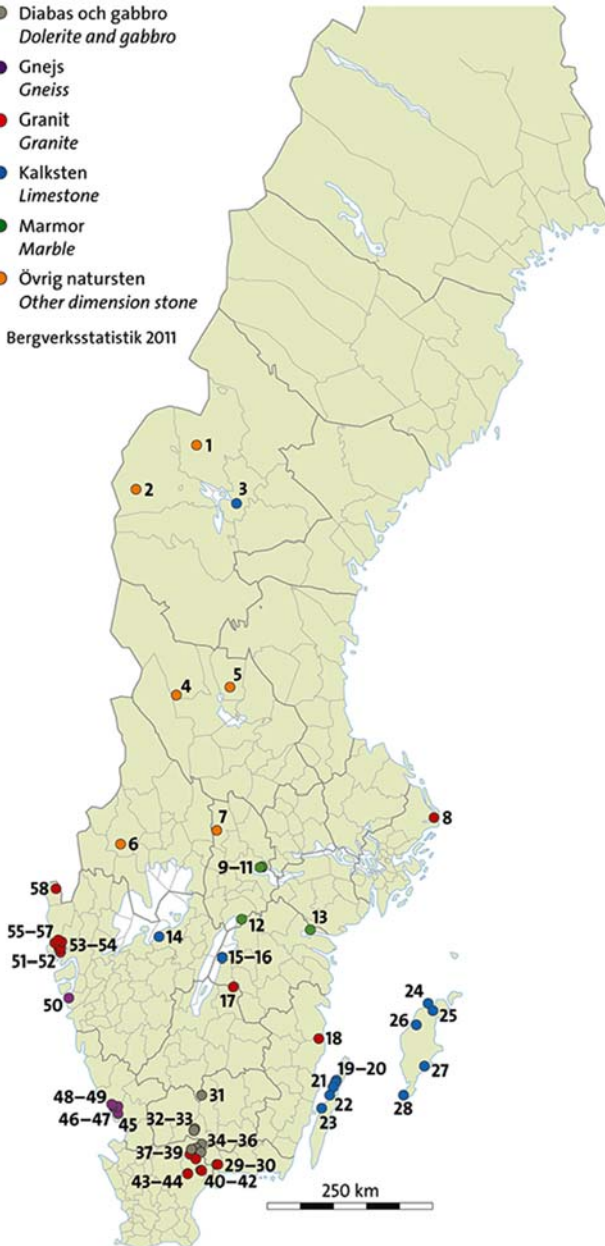 Diabas och gabbro
Dolerite and gabbro
Gnejs
Gneiss
Granit
Granite
Kalksten
Limestone
Marmor
Marble
Övrig natursten
Other dimension stone
Bergverksstatistik 2011
1
2
3
4
5
6
7
8
9–11
12
13
58
55–57
53–54
51–52
14
15–16
17
50
18
24
25
26
27
28
19–20
21
22
23
31
48–49
46–47
45
32–33
34–36
37–39
29–30
43–44
40–42
250 km